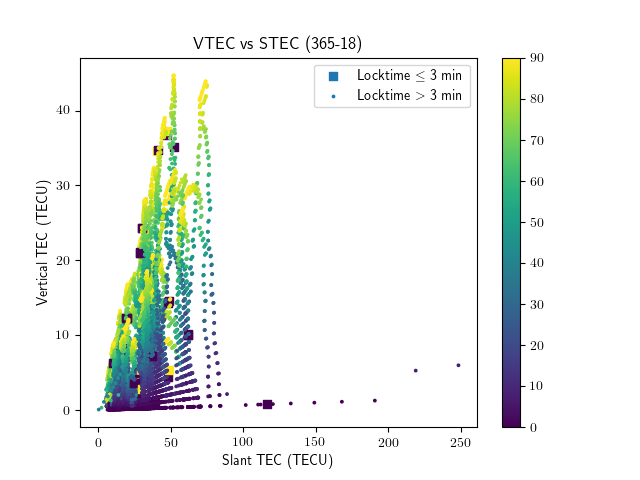 VTEC vs STEC (365-18)
Locktime ≤ 3 min
Locktime > 3 min
Vertical TEC (TECU)
40
30
20
10
0
0 50 100 150 200 250
Slant TEC (TECU)
90
80
70
60
50
40
30
20
10
0